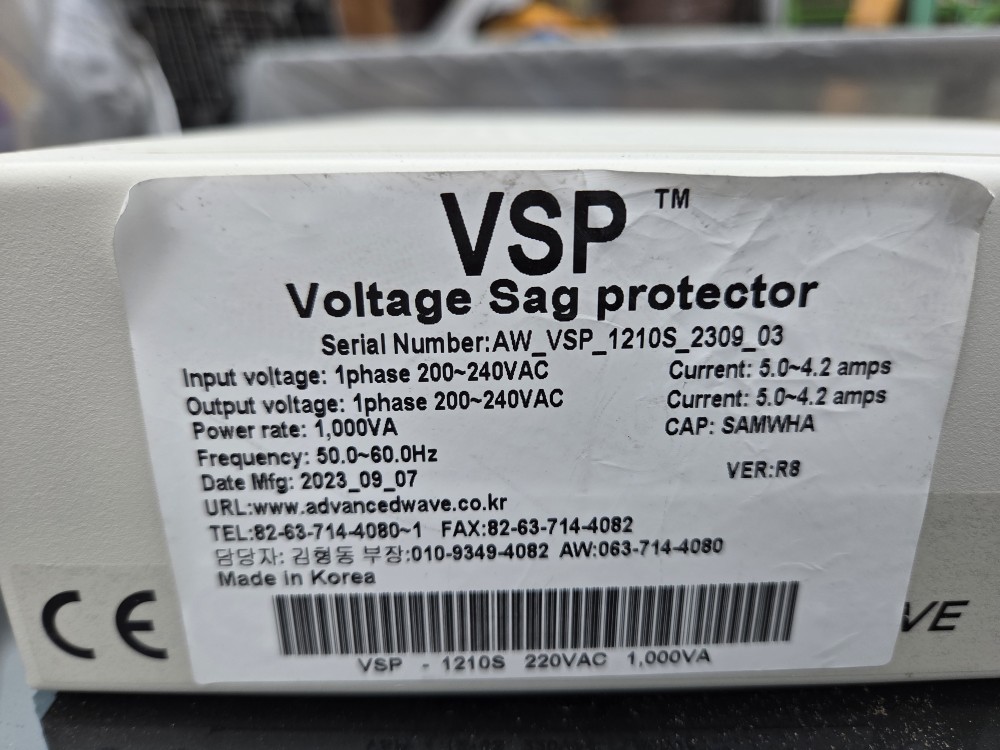 VSP ™
Voltage Sag protector
Serial Number:AW_VSP_1210S_2309_03
Input voltage: 1phase 200~240VAC Current: 5.0~4.2 amps
Output voltage: 1phase 200~240VAC Current: 5.0~4.2 amps
Power rate: 1,000VA CAP: SAMWHA
Frequency: 50.0~60.0Hz
Date Mfg: 2023_09_07 VER:R8
URL:www.advancedwave.co.kr
TEL:82-63-714-4080~1 FAX:82-63-714-4082
담당자: 김형동 부장:010-9349-4082 AW:063-714-4080
Made in Korea
CE
VE
VSP - 1210S 220VAC 1,000VA